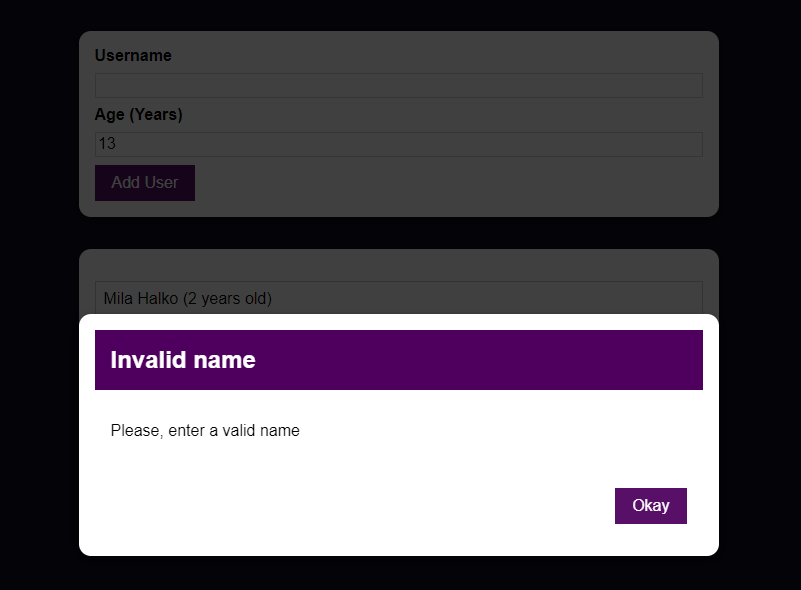 Username
Age (Years)
13
Add User
Mila Halko (2 years old)
Invalid name
Please, enter a valid name
Okay